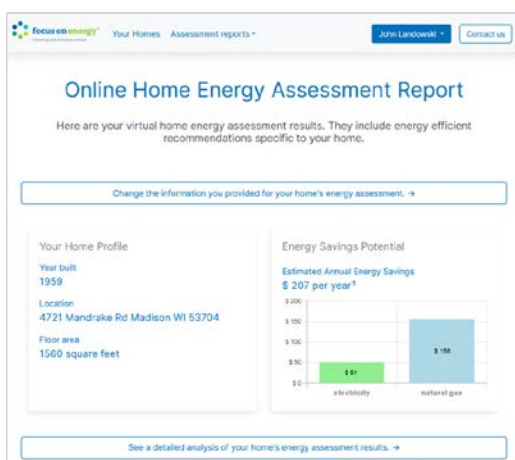 focus on energy®
Your Homes
Assessment reports
John Landowski
Contact us
Online Home Energy Assessment Report
Here are your virtual home energy assessment results. They include energy efficient
recommendations specific to your home.
Change the information you provided for your home's energy assessment. →
Your Home Profile
Year built
1959
Location
4721 Mandrake Rd Madison WI 53704
Floor area
1560 square feet
Energy Savings Potential
Estimated Annual Energy Savings
$ 207 per year
$ 200
$ 150
$ 100
$ 50
$ 0
$ 51
electricity
natural gas
See a detailed analysis of your home's energy assessment results. →